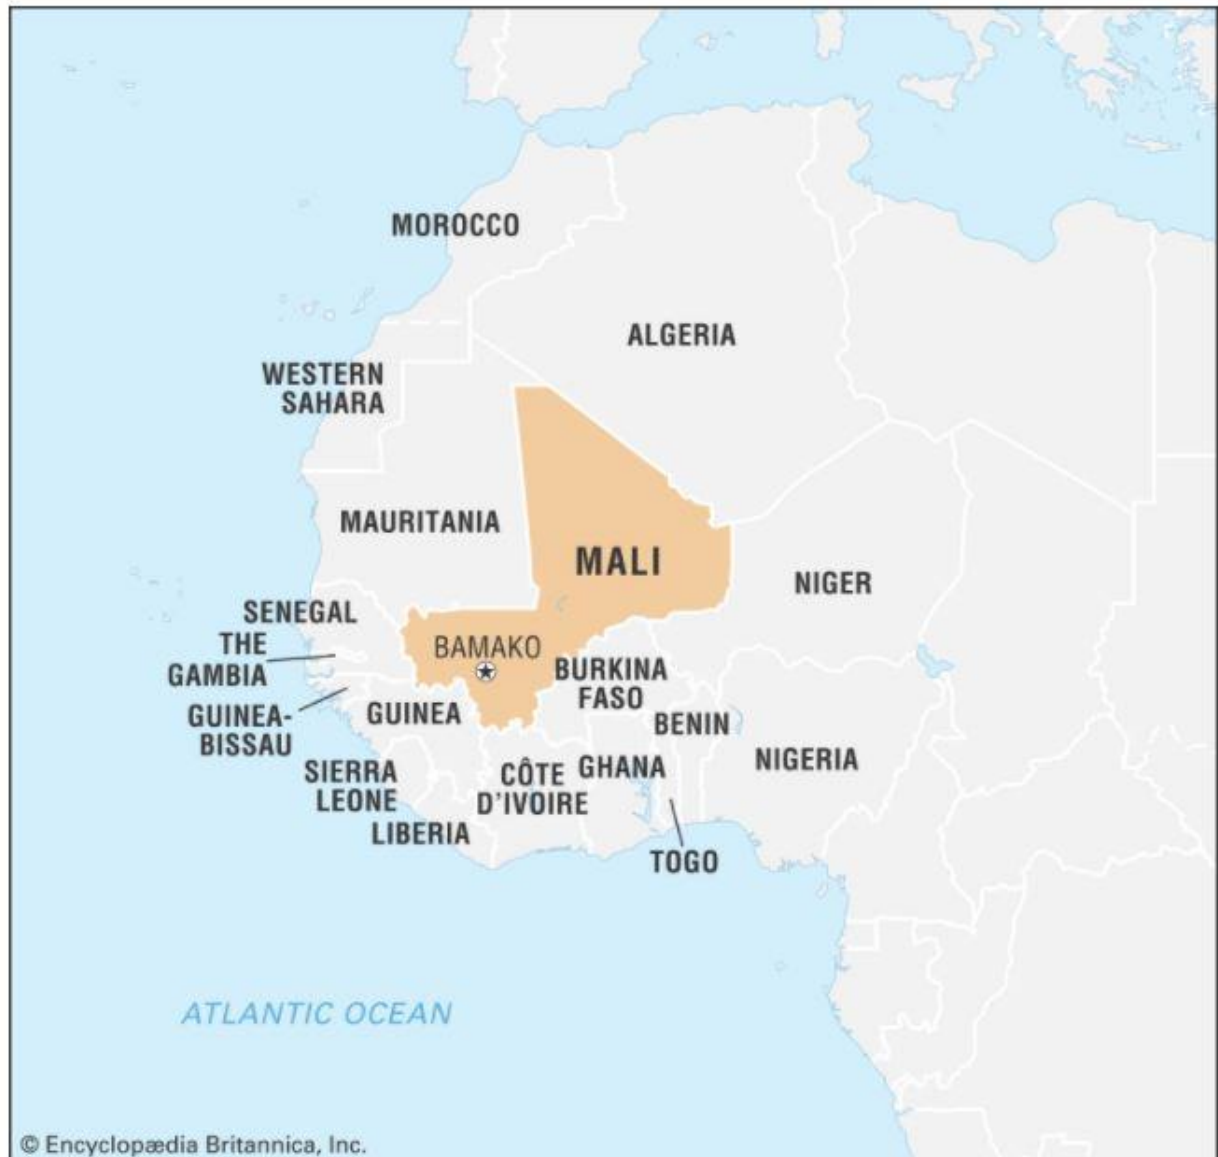 MOROCCO
ALGERIA
WESTERN
SAHARA
MAURITANIA
MALI
NIGER
SENEGAL
THE
GAMBIA
BAMAKO
BURKINA
FASO
GUINEA-
BISSAU
GUINEA
BENIN
NIGERIA
SIERRA
LEONE
CÔTE
D'IVOIRE
GHANA
LIBERIA
TOGO
ATLANTIC OCEAN
© Encyclopædia Britannica, Inc.